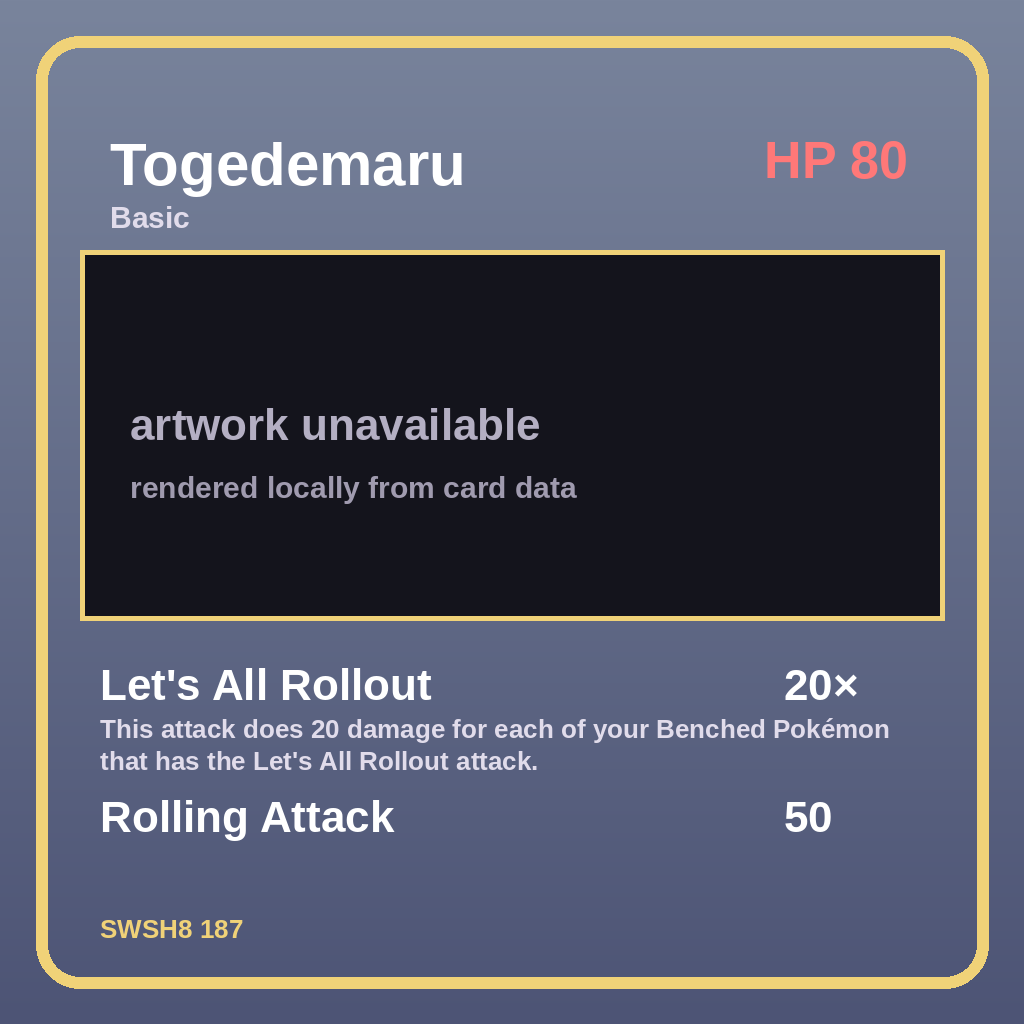 Togedemaru
HP 80
Basic
artwork unavailable
rendered locally from card data
Let's All Rollout
20×
This attack does 20 damage for each of your Benched Pokémon
that has the Let's All Rollout attack.
Rolling Attack
50
SWSH8 187